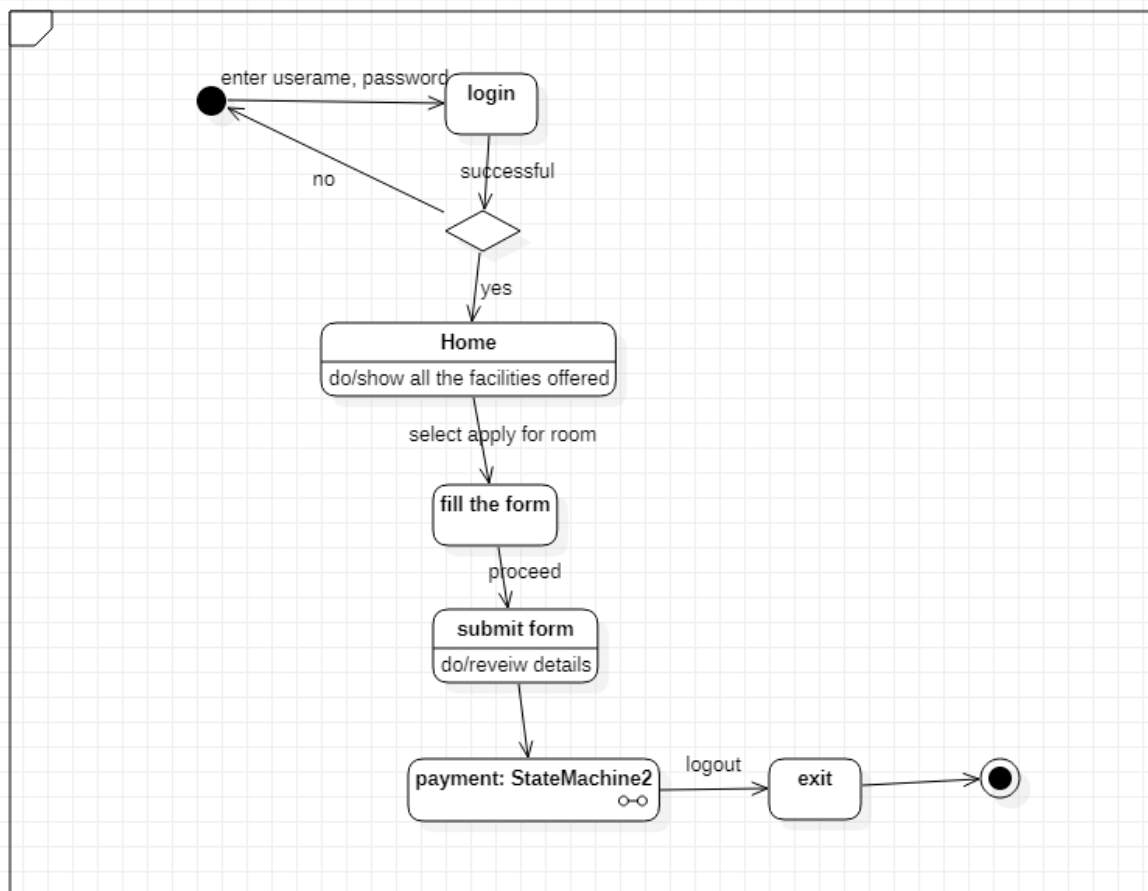 enter userame, password
login
successful
no
yes
Home
do/show all the facilities offered
select apply for room
fill the form
proceed
submit form
do/reveiw details
payment: StateMachine2
logout
exit